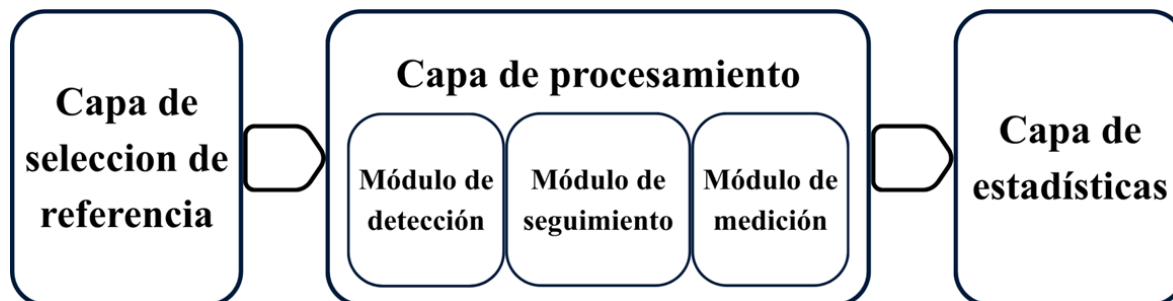 Capa de
seleccion de
referencia
Capa de procesamiento
Módulo de
detección
Módulo de
seguimiento
Módulo de
medición
Capa de
estadísticas